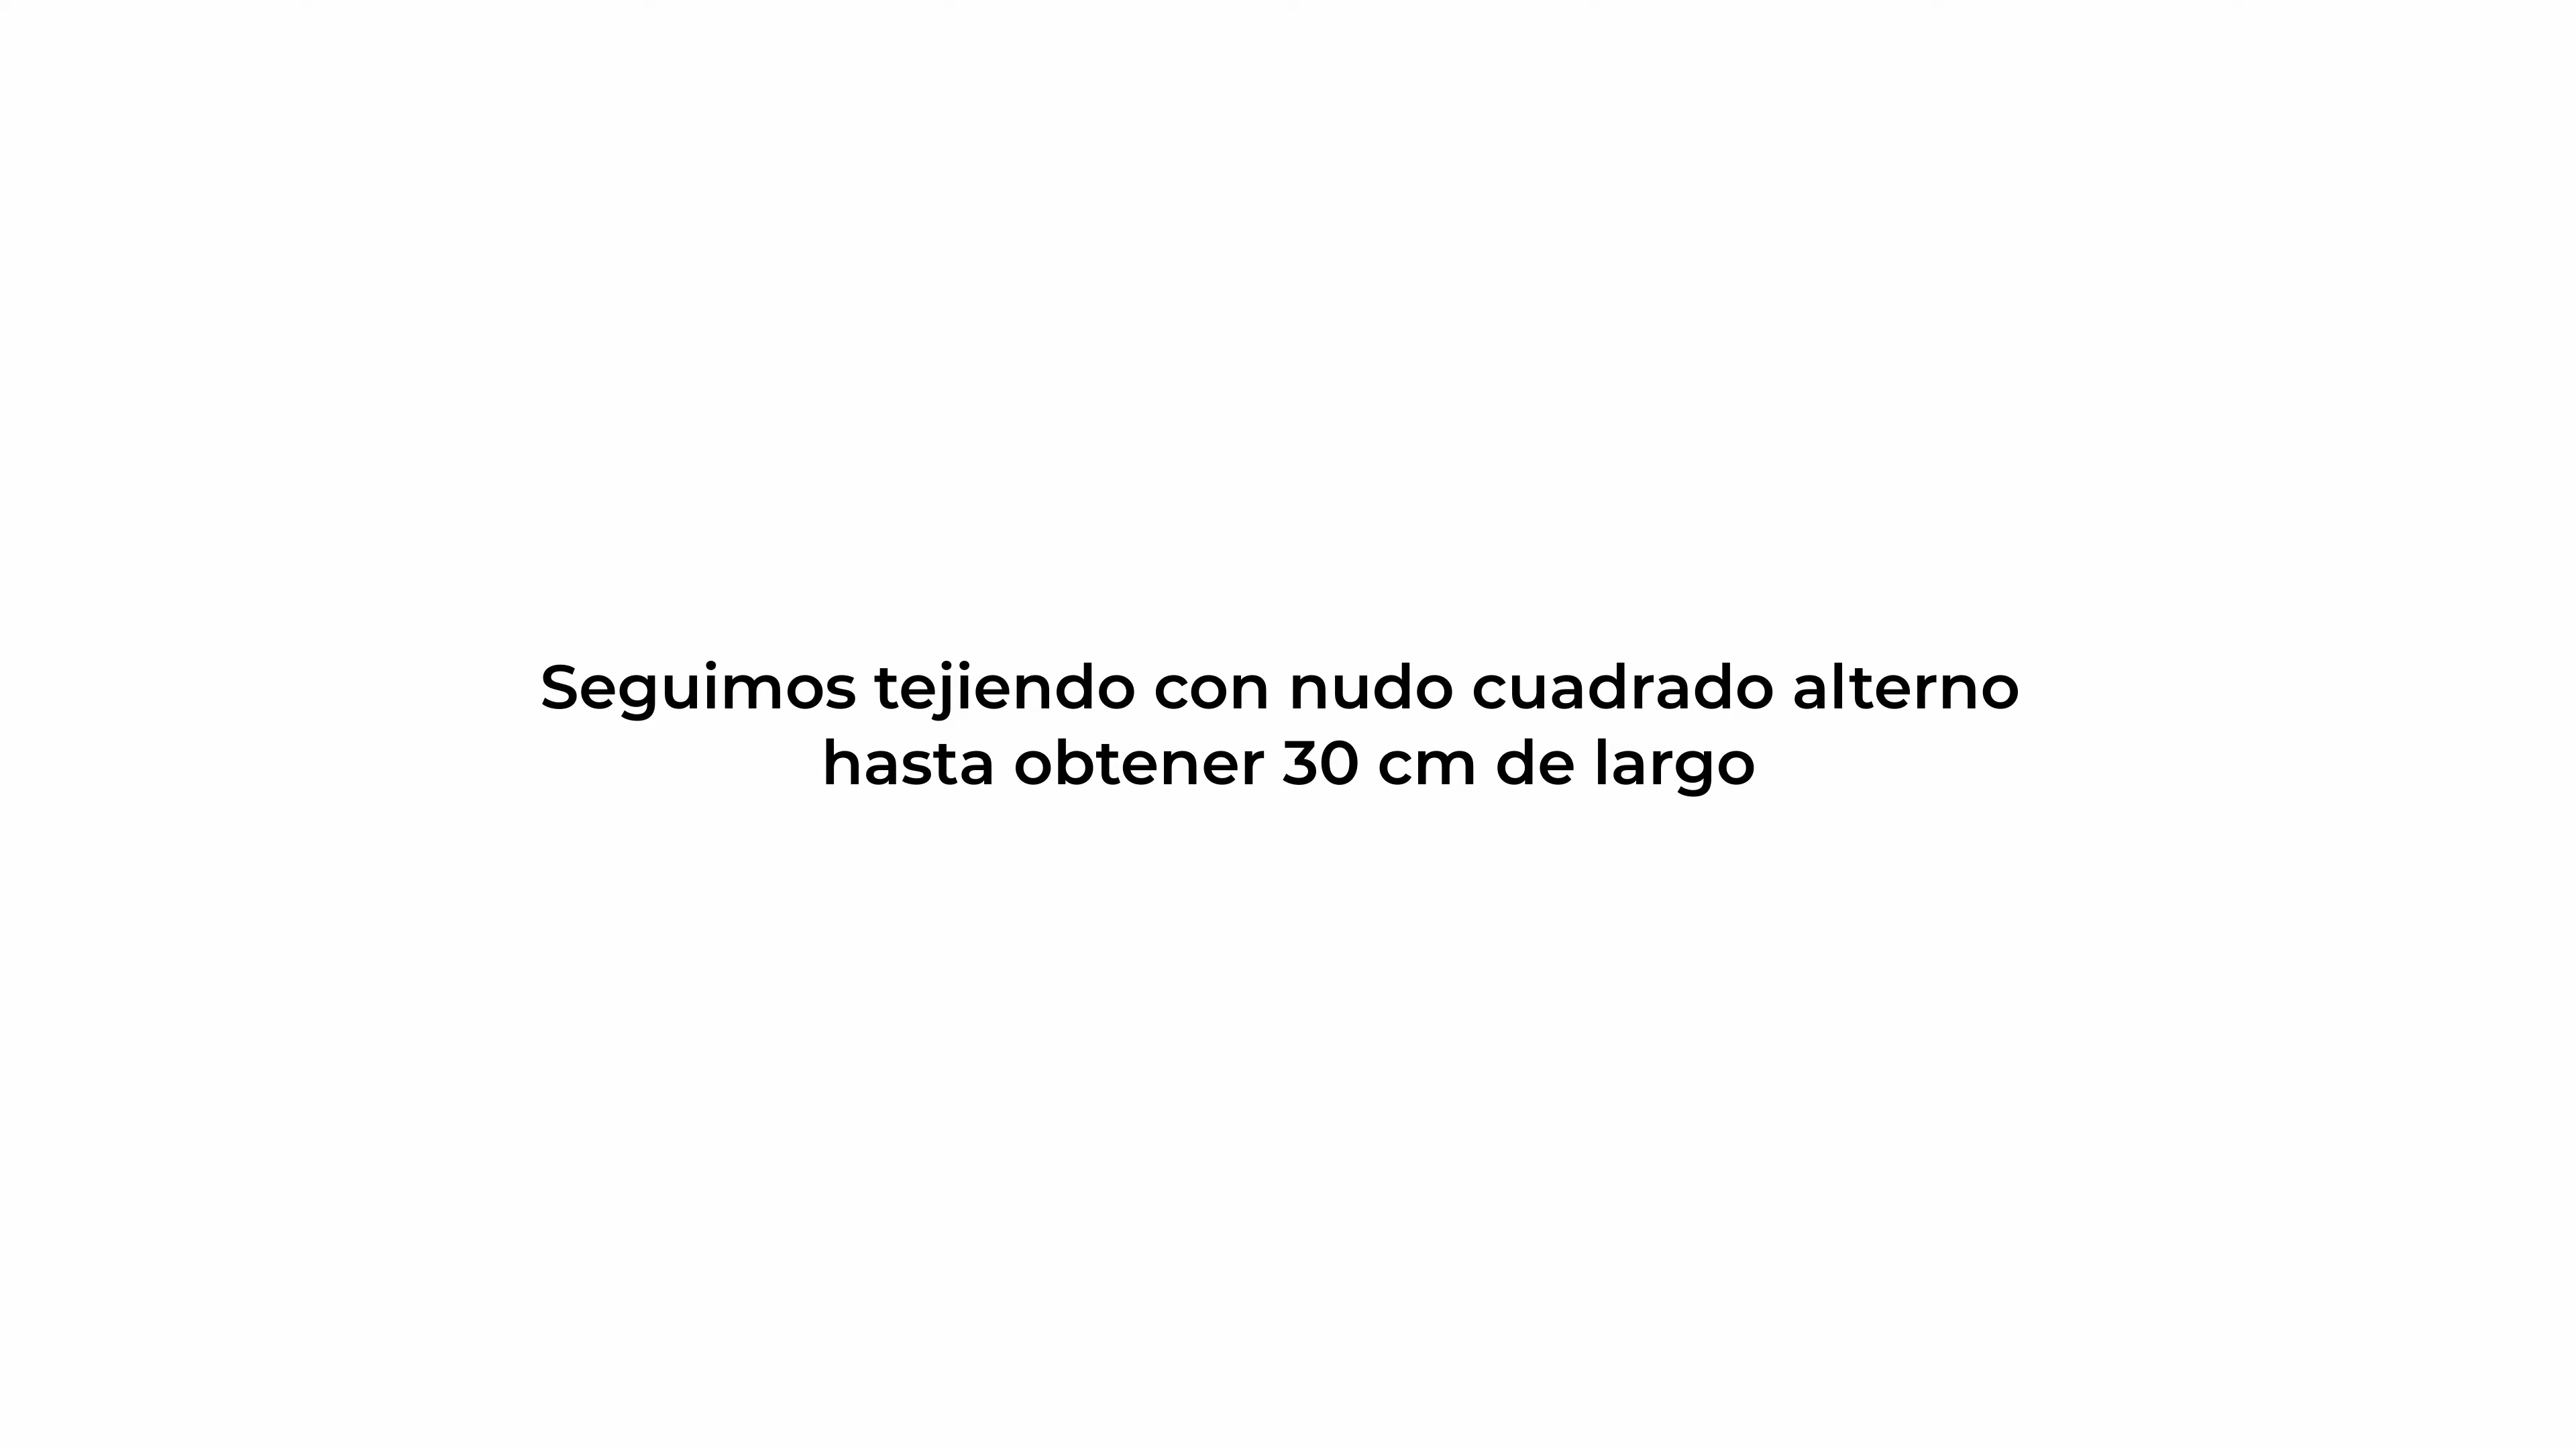 Seguimos tejiendo con nudo cuadrado alterno
hasta obtener 30 cm de largo